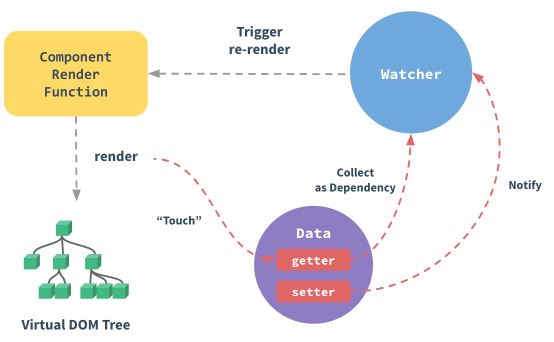 Trigger
re-render
Component
Render
Function
Watcher
render
Collect
as Dependency
Notify
“Touch”
Data
getter
setter
Virtual DOM Tree